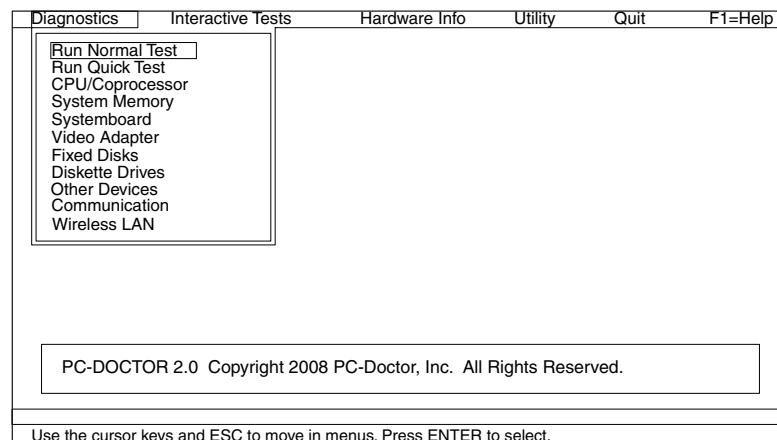 Diagnostics Interactive Tests Hardware Info Utility Quit F1=Help
Run Normal Test
Run Quick Test
CPU/Coprocessor
System Memory
Systemboard
Video Adapter
Fixed Disks
Diskette Drives
Other Devices
Communication
Wireless LAN
PC-DOCTOR 2.0 Copyright 2008 PC-Doctor, Inc. All Rights Reserved.
Use the cursor keys and ESC to move in menus. Press ENTER to select.